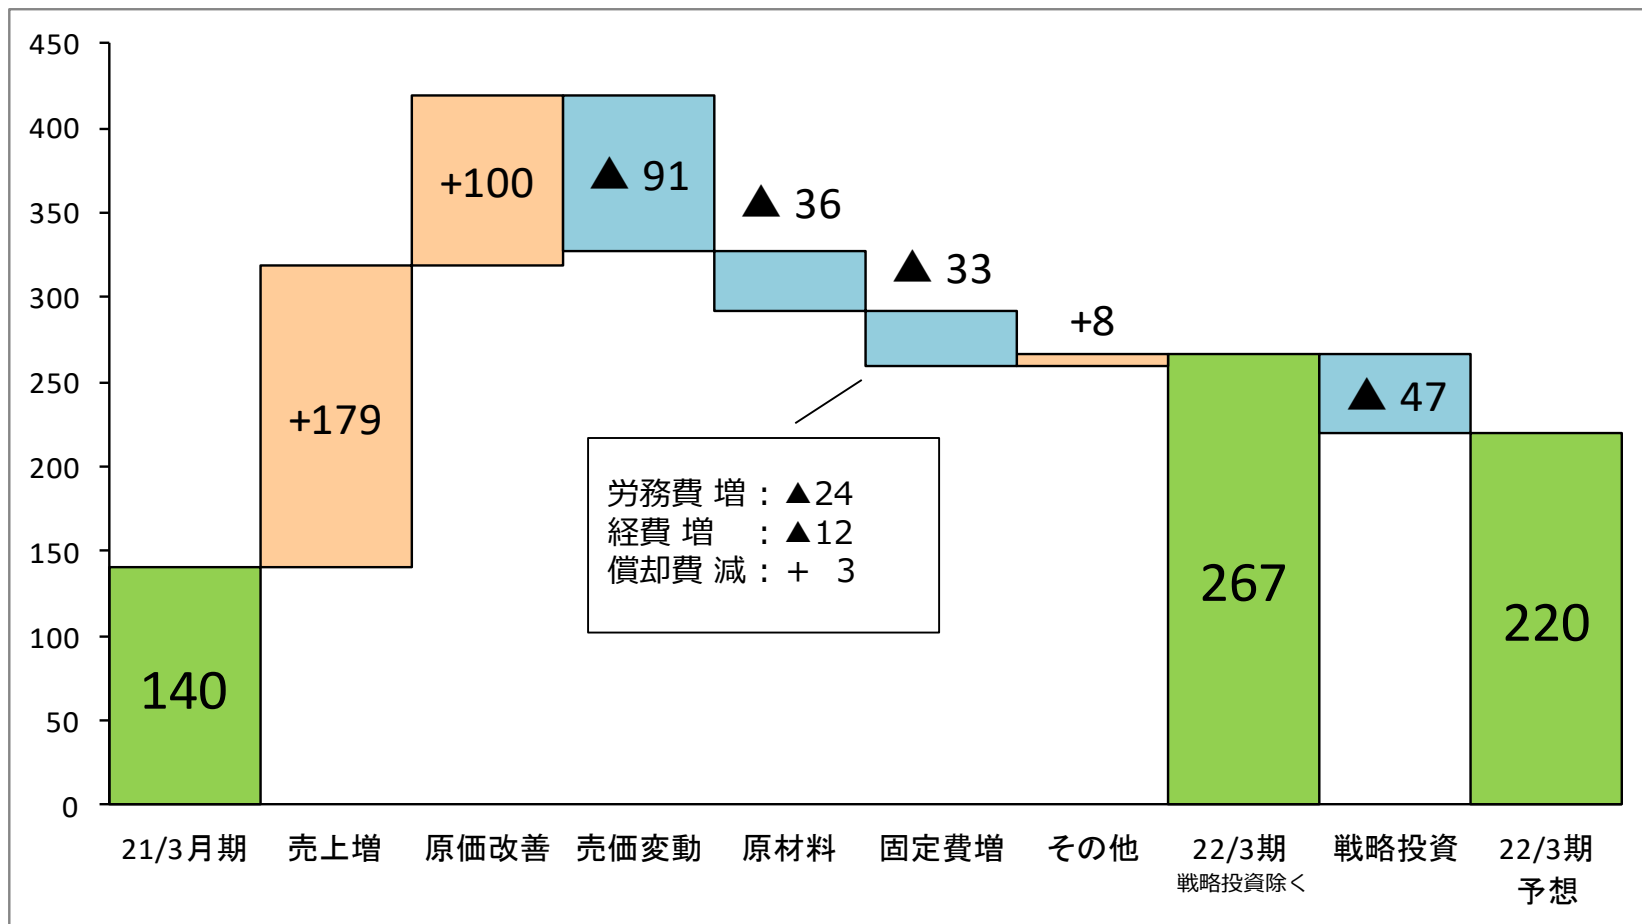 450
400
350
300
250
200
150
100
50
0
140
+179
+100
▲ 91
▲ 36
▲ 33
+8
267
▲ 47
220
労務費 増 : ▲24
経費 増 : ▲12
償却費 減 : + 3
21/3月期
売上増
原価改善
売価変動
原材料
固定費増
その他
22/3期
戦略投資除く
戦略投資
22/3期
予想